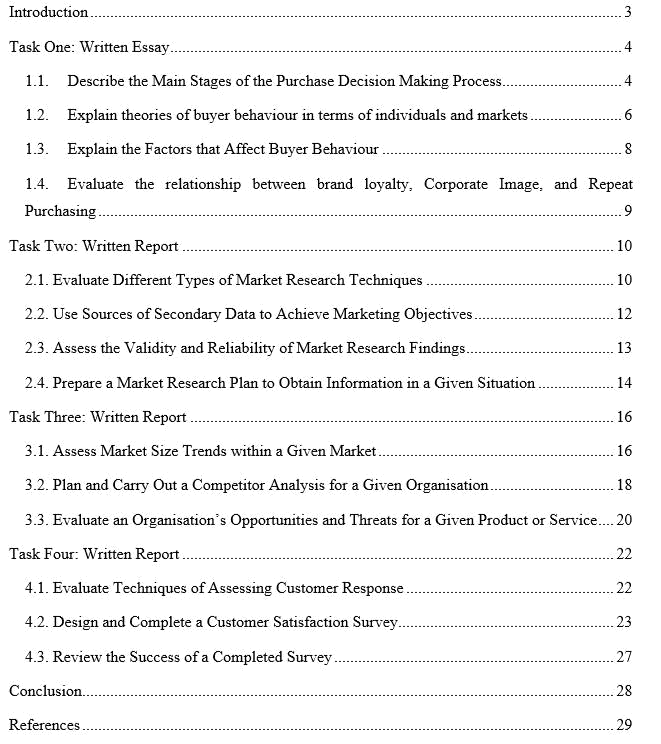 Introduction 3
Task One: Written Essay 4
1.1. Describe the Main Stages of the Purchase Decision Making Process 4
1.2. Explain theories of buyer behaviour in terms of individuals and markets 6
1.3. Explain the Factors that Affect Buyer Behaviour 8
1.4. Evaluate the relationship between brand loyalty, Corporate Image, and Repeat
Purchasing 9
Task Two: Written Report 10
2.1. Evaluate Different Types of Market Research Techniques 10
2.2. Use Sources of Secondary Data to Achieve Marketing Objectives 12
2.3. Assess the Validity and Reliability of Market Research Findings 13
2.4. Prepare a Market Research Plan to Obtain Information in a Given Situation 14
Task Three: Written Report 16
3.1. Assess Market Size Trends within a Given Market 16
3.2. Plan and Carry Out a Competitor Analysis for a Given Organisation 18
3.3. Evaluate an Organisation’s Opportunities and Threats for a Given Product or Service 20
Task Four: Written Report 22
4.1. Evaluate Techniques of Assessing Customer Response 22
4.2. Design and Complete a Customer Satisfaction Survey 23
4.3. Review the Success of a Completed Survey 27
Conclusion 28
References 29